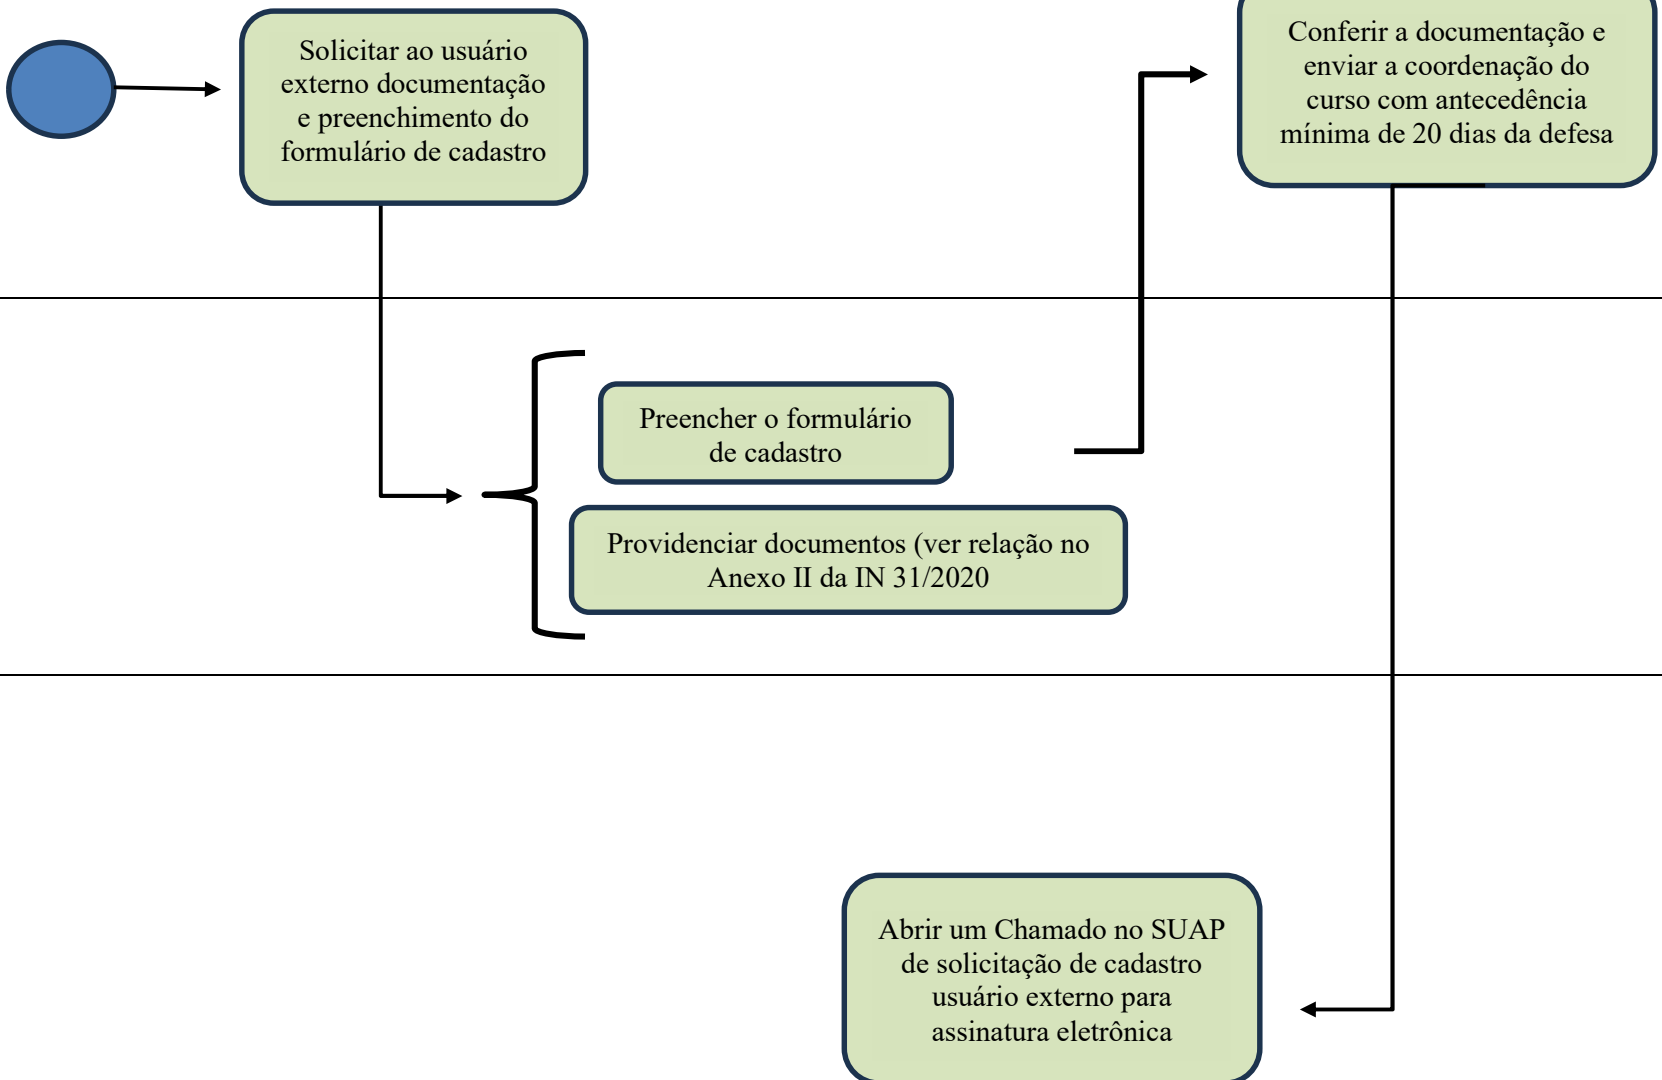 Solicitar ao usuário
externo documentação
e preenchimento do
formulário de cadastro
Conferir a documentação e
enviar a coordenação do
curso com antecedência
mínima de 20 dias da defesa
Preencher o formulário
de cadastro
Providenciar documentos (ver relação no
Anexo II da IN 31/2020
Abrir um Chamado no SUAP
de solicitação de cadastro
usuário externo para
assinatura eletrônica